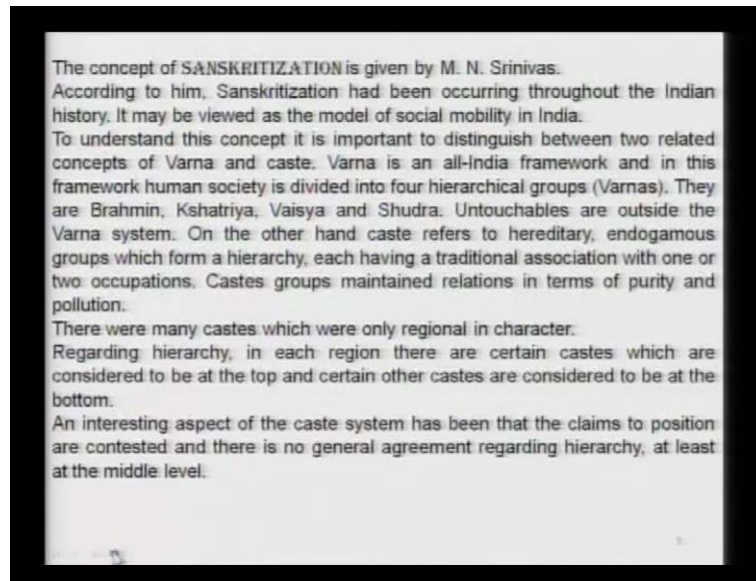 The concept of SANSKRITIZATION is given by M. N. Srinivas.
According to him, Sanskritization had been occurring throughout the Indian
history. It may be viewed as the model of social mobility in India.
To understand this concept it is important to distinguish between two related
concepts of Varna and caste. Varna is an all-India framework and in this
framework human society is divided into four hierarchical groups (Varnas). They
are Brahmin, Kshatriya, Vaisya and Shudra. Untouchables are outside the
Varna system. On the other hand caste refers to hereditary, endogamous
groups which form a hierarchy, each having a traditional association with one or
two occupations. Castes groups maintained relations in terms of purity and
pollution.
There were many castes which were only regional in character.
Regarding hierarchy, in each region there are certain castes which are
considered to be at the top and certain other castes are considered to be at the
bottom.
An interesting aspect of the caste system has been that the claims to position
are contested and there is no general agreement regarding hierarchy, at least
at the middle level.